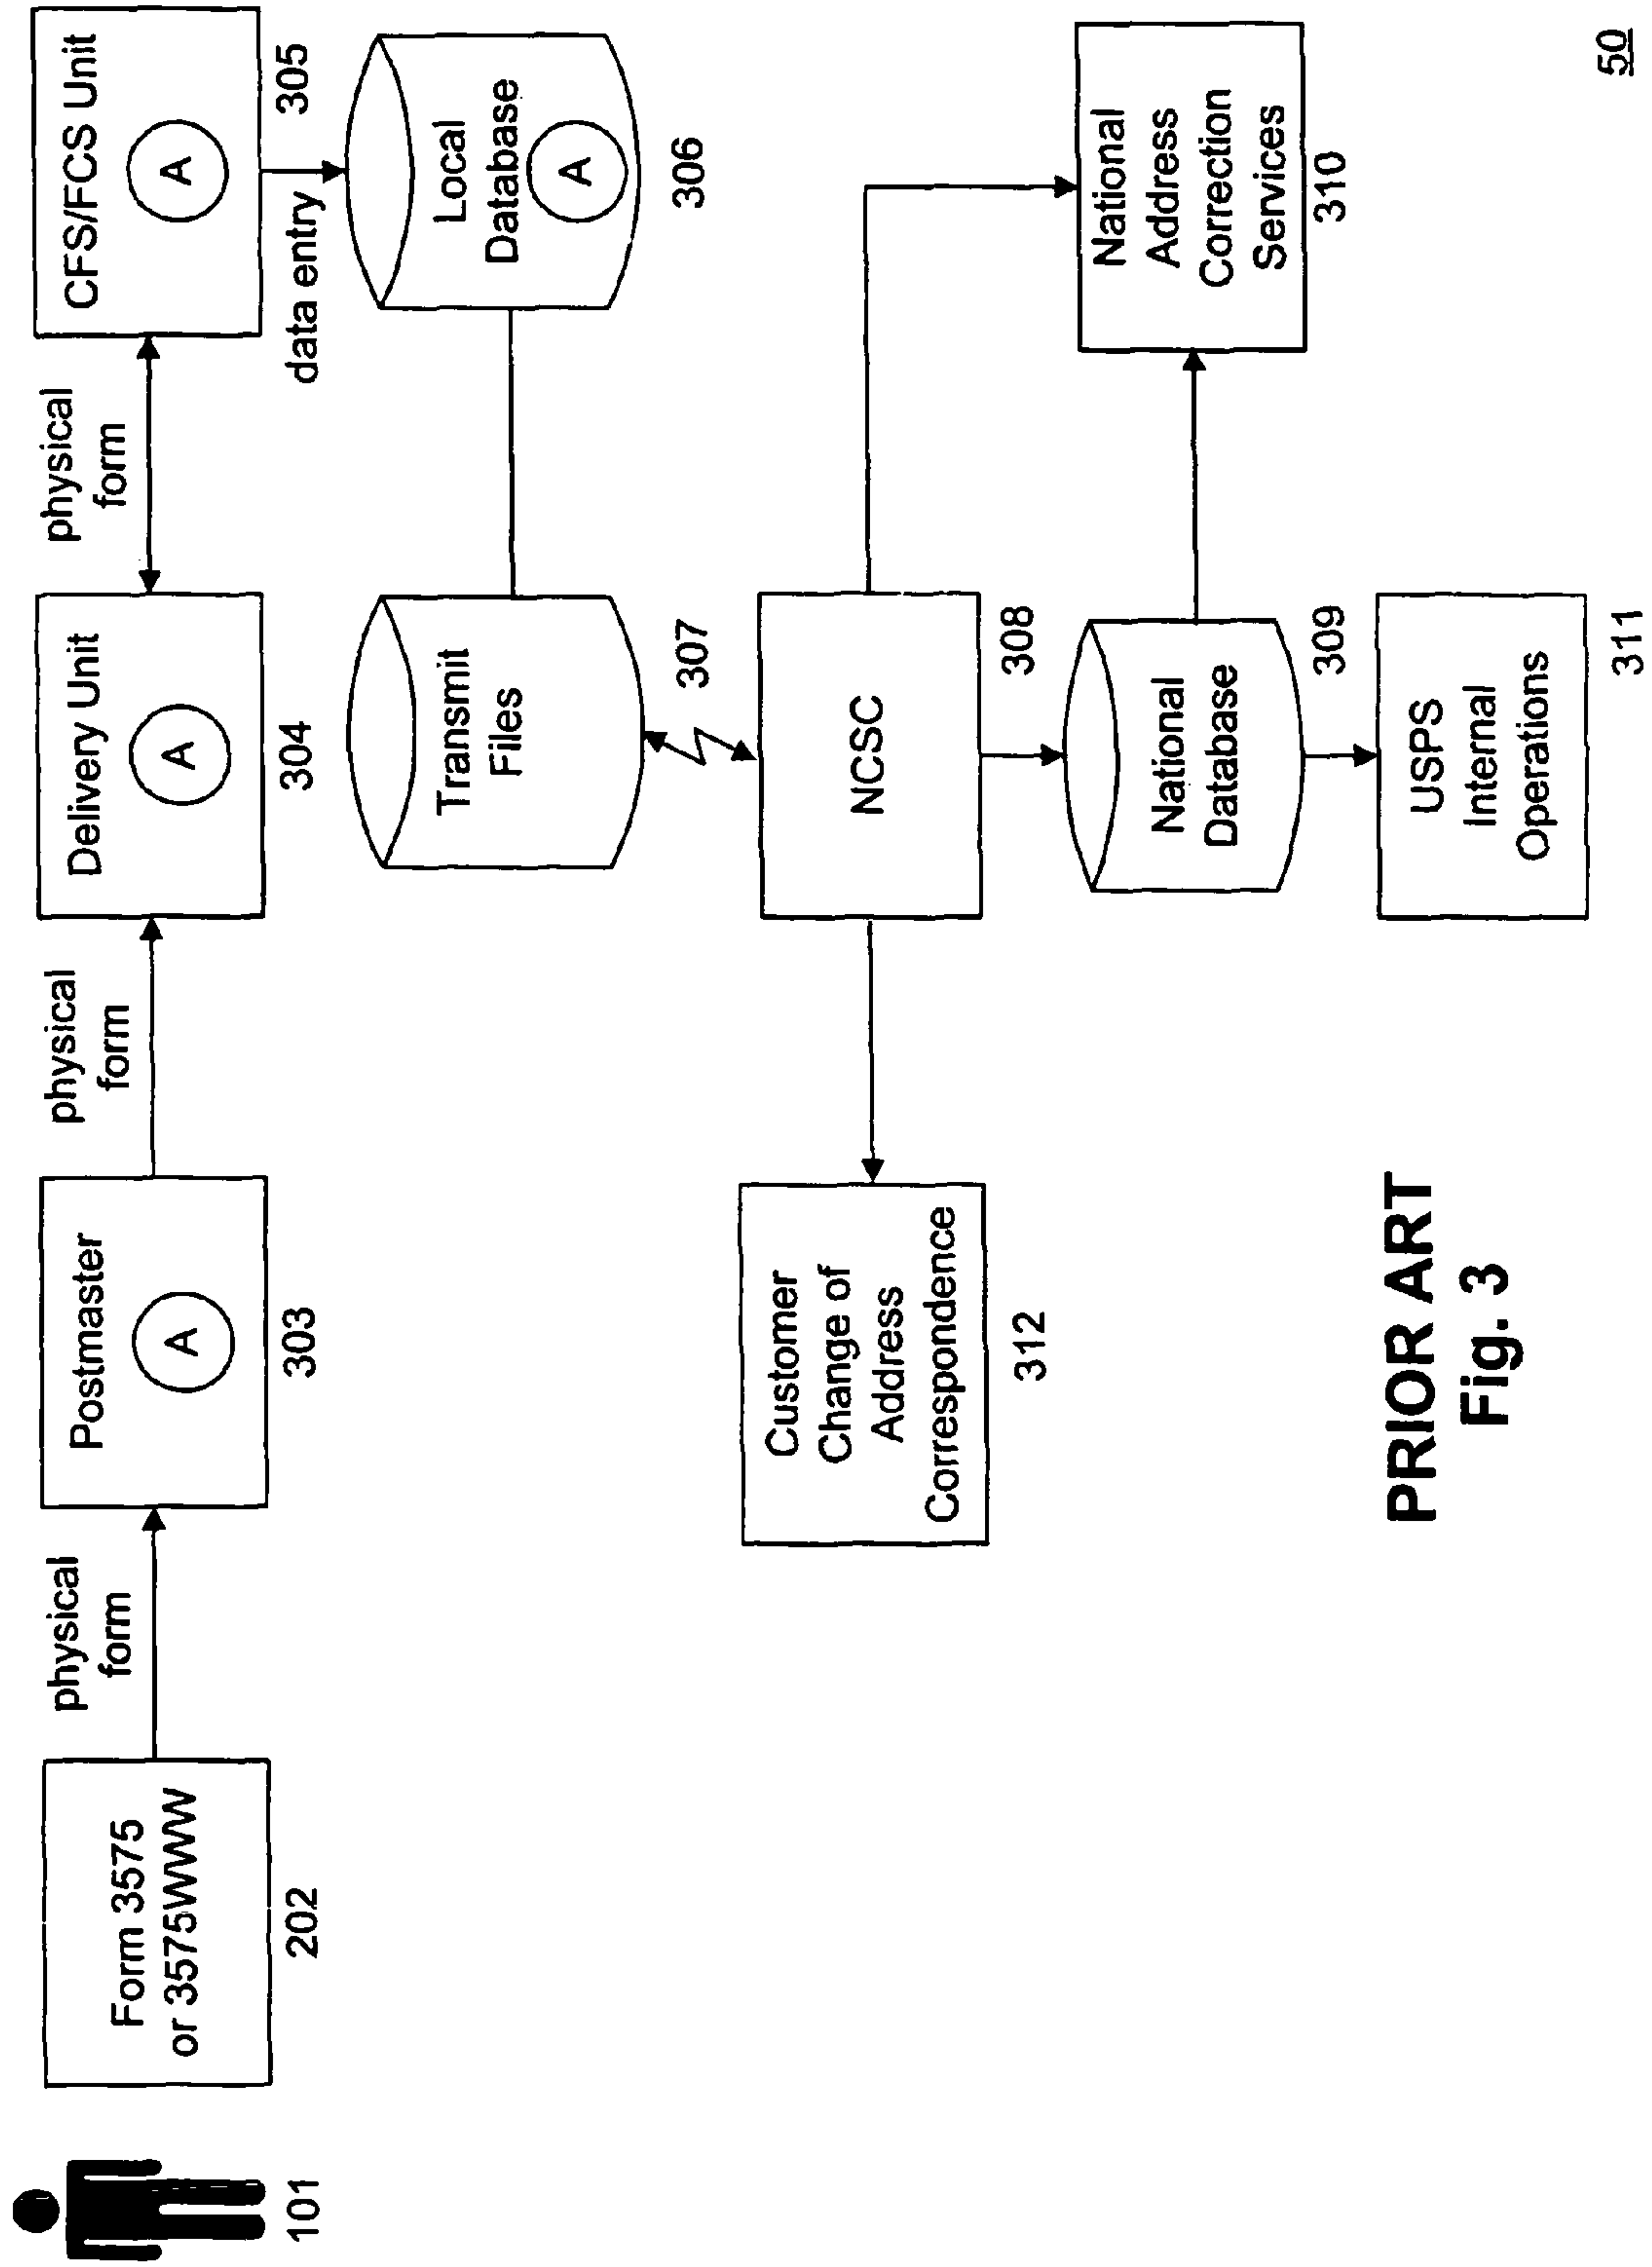 101
Form 3575
or 3575WWW
202
physical
form
Postmaster
A
303
physical
form
Delivery Unit
A
304
physical
form
CFS/FCS Unit
A
305
data entry
Local
Database
A
306
Transmit
Files
307
NCSC
308
Customer
Change of
Address
Correspondence
312
National
Database
309
National
Address
Correction
Services
310
USPS
Internal
Operations
311
PRIOR ART
Fig. 3
50